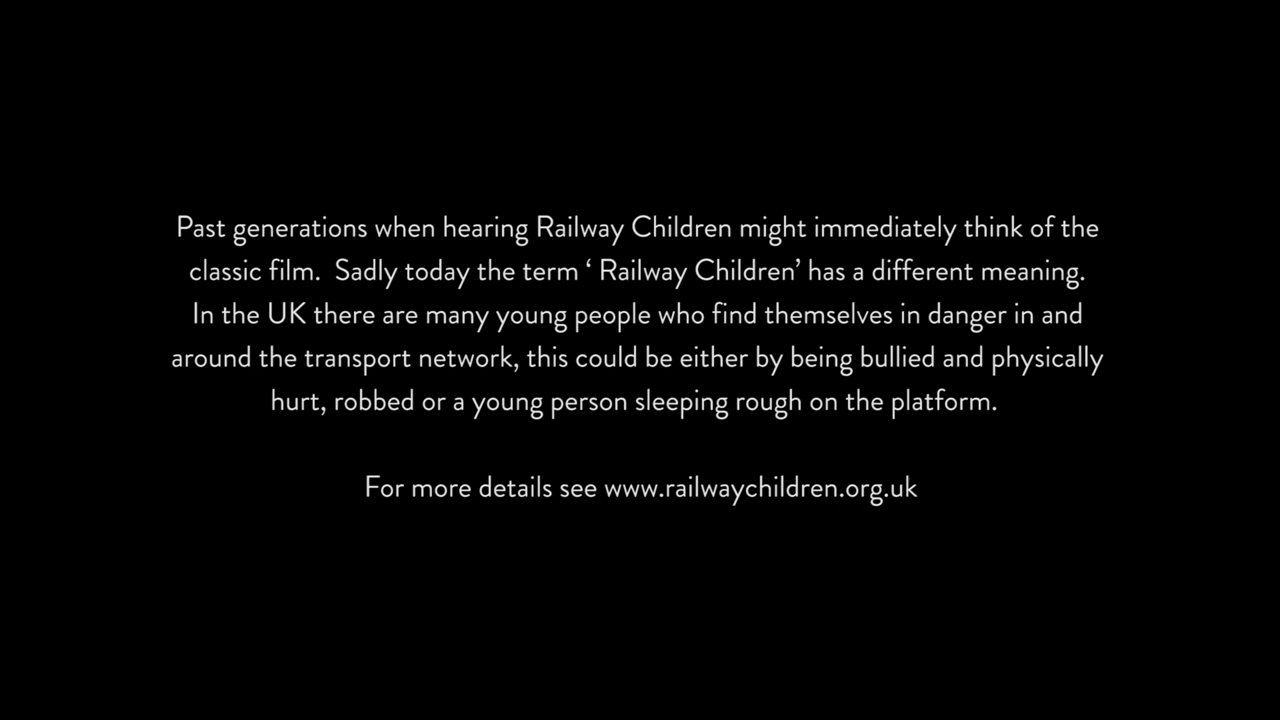 Past generations when hearing Railway Children might immediately think of the
classic film.  Sadly today the term ‘ Railway Children’ has a different meaning.
In the UK there are many young people who find themselves in danger in and
around the transport network, this could be either by being bullied and physically
hurt, robbed or a young person sleeping rough on the platform.
For more details see www.railwaychildren.org.uk